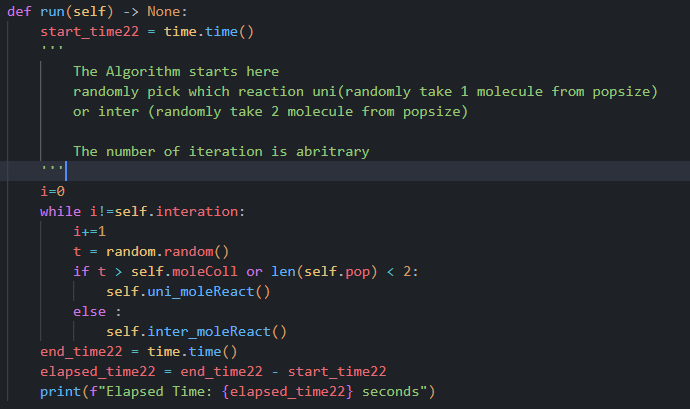 def run(self) -> None:
    start_time22 = time.time()
    '''
        The Algorithm starts here
        randomly pick which reaction uni(randomly take 1 molecule from popsize)
        or inter (randomly take 2 molecule from popsize)

        The number of iteration is abritrary
    '''
    i=0
    while i!=self.interation:
        i+=1
        t = random.random()
        if t > self.moleColl or len(self.pop) < 2:
            self.uni_moleReact()
        else :
            self.inter_moleReact()
    end_time22 = time.time()
    elapsed_time22 = end_time22 - start_time22
    print(f"Elapsed Time: {elapsed_time22} seconds")